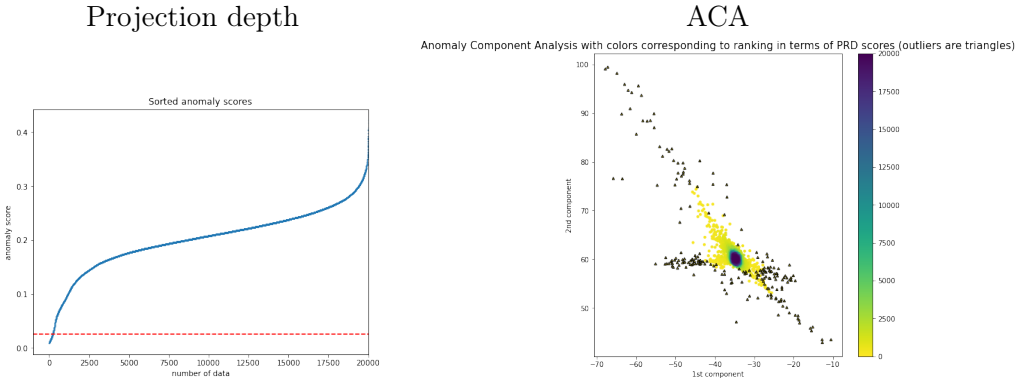 Projection depth
ACA
Sorted anomaly scores
anomaly score
0.4
0.3
0.2
0.1
0.0
0 2500 5000 7500 10000 12500 15000 17500 20000
number of data
Anomaly Component Analysis with colors corresponding to ranking in terms of PRD scores (outliers are triangles)
2nd component
100
90
80
70
60
50
−70 −60 −50 −40 −30 −20 −10
1st component
20000
17500
15000
12500
10000
7500
5000
2500
0